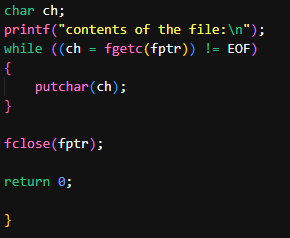 char ch;
printf("contents of the file:\n");
while ((ch = fgetc(fptr)) != EOF)
{
    putchar(ch);
}
fclose(fptr);
return 0;
}